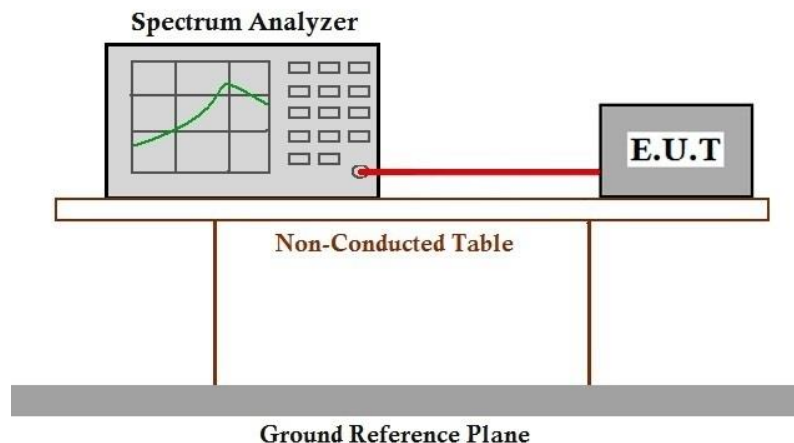 Spectrum Analyzer
E.U.T
Non-Conducted Table
Ground Reference Plane